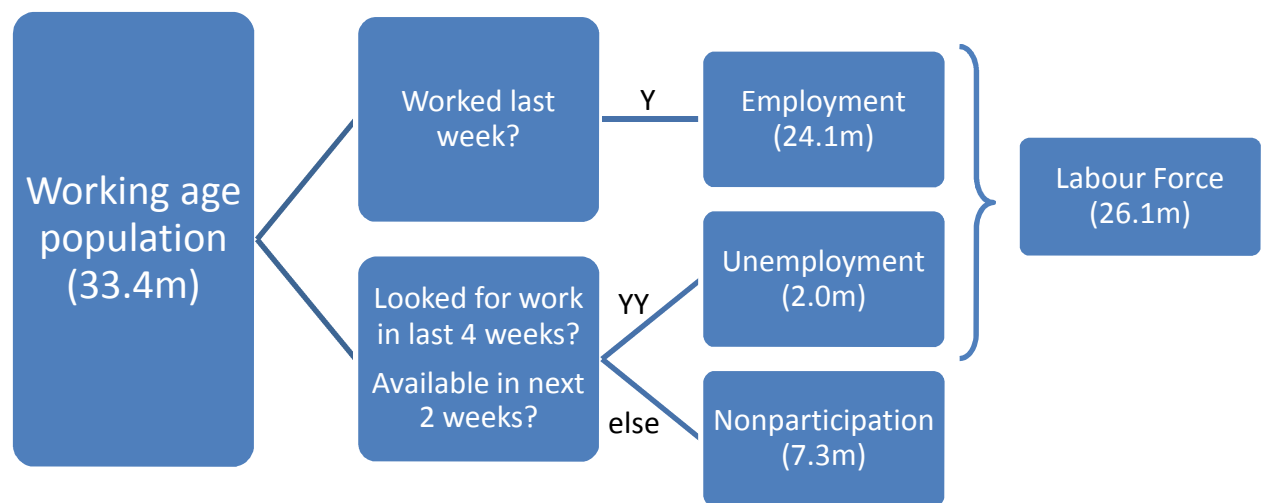 Working age
population
(33.4m)
Worked last
week?
Y
Employment
(24.1m)
Looked for work
in last 4 weeks?
Available in next
2 weeks?
YY
Unemployment
(2.0m)
else
Nonparticipation
(7.3m)
Labour Force
(26.1m)